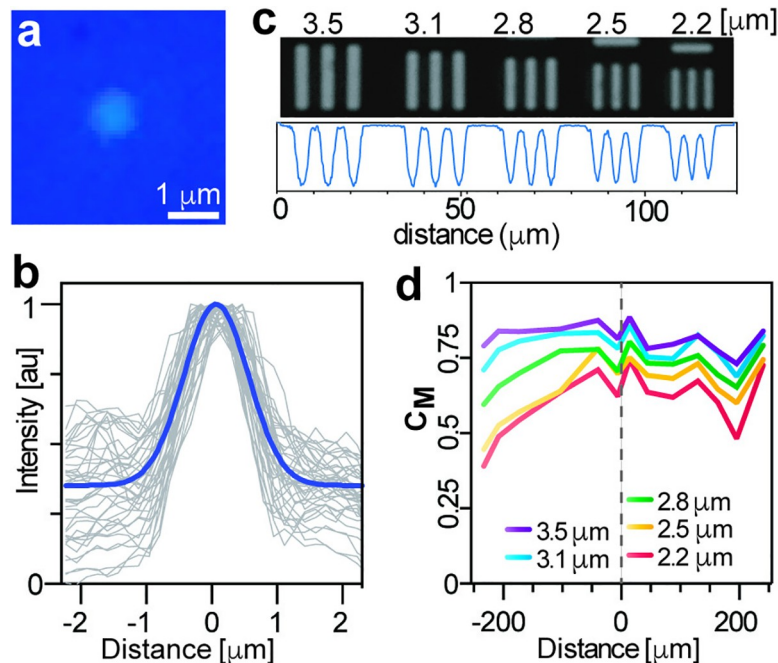 a
1 μm
c
3.5 3.1 2.8 2.5 2.2 [μm]
0 50 100
distance (μm)
b
1
0
Intensity [au]
-2 -1 0 1 2
Distance [μm]
d
1
0.75
0.5
0.25
0
CM
3.5 μm
3.1 μm
2.8 μm
2.5 μm
2.2 μm
-200 0 200
Distance [μm]